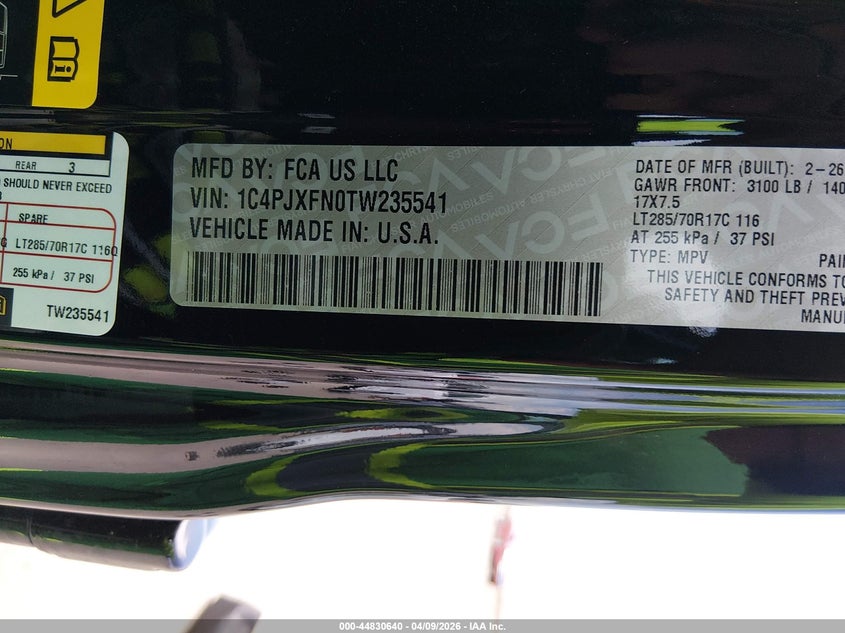 ON
REAR 3
SHOULD NEVER EXCEED
SPARE
LT285/70R17C 116Q
255 kPa / 37 PSI
TW235541
MFD BY: FCA US LLC
VIN: 1C4PJXFN0TW235541
VEHICLE MADE IN: U.S.A.
DATE OF MFR (BUILT): 2-26
GAWR FRONT: 3100 LB / 140
17X7.5
LT285/70R17C 116
AT 255 kPa / 37 PSI
TYPE: MPV PAI
THIS VEHICLE CONFORMS TO
SAFETY AND THEFT PREV
MANU
000-44830640 - 04/09/2026 - IAA Inc.